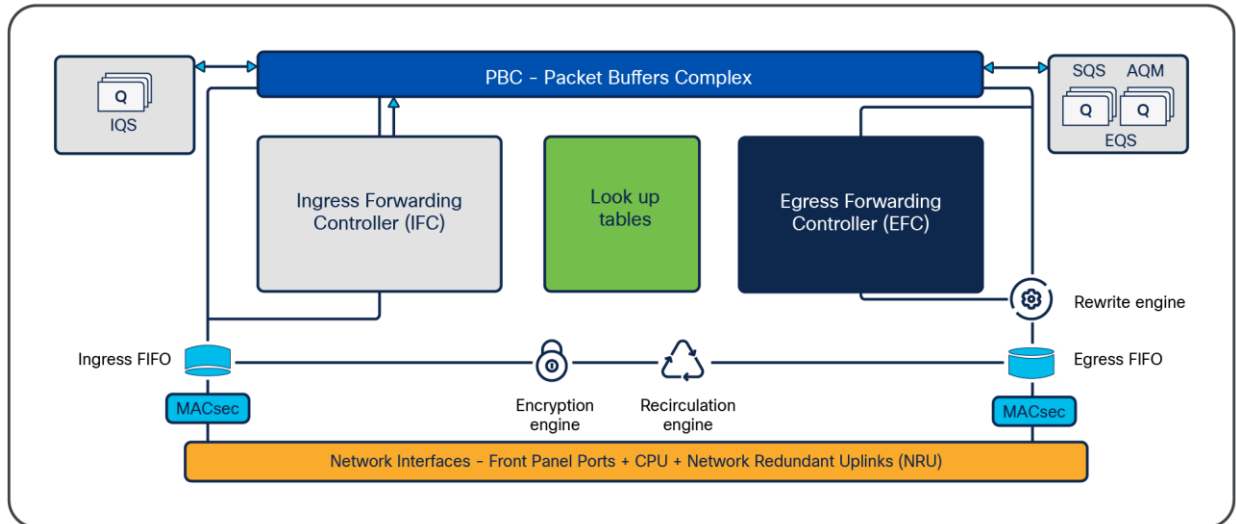 PBC - Packet Buffers Complex
Q
IQS
SQS AQM
Q Q
EQS
Ingress Forwarding
Controller (IFC)
Look up
tables
Egress Forwarding
Controller (EFC)
Rewrite engine
Ingress FIFO
Egress FIFO
MACsec
MACsec
Encryption
engine
Recirculation
engine
Network Interfaces - Front Panel Ports + CPU + Network Redundant Uplinks (NRU)